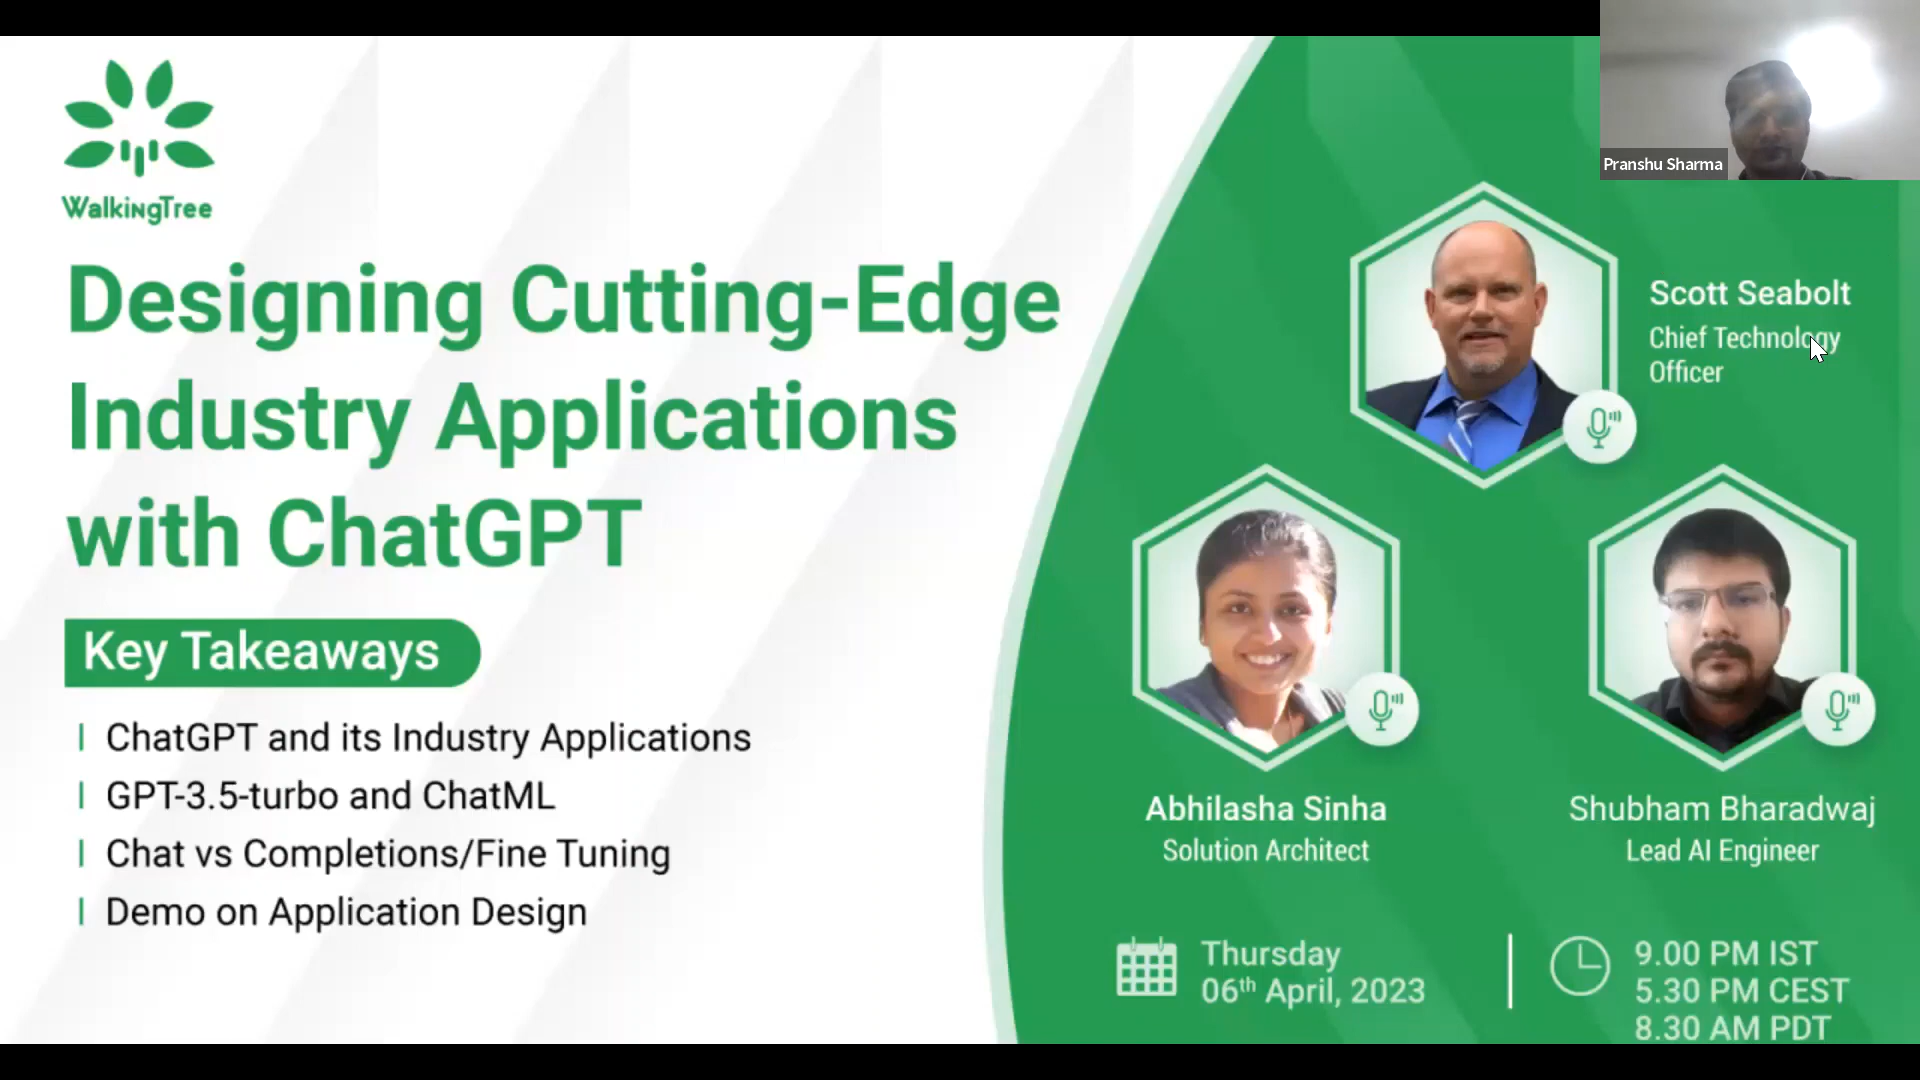 WalkingTree
Designing Cutting-Edge
Industry Applications
with ChatGPT
Key Takeaways
ChatGPT and its Industry Applications
GPT-3.5-turbo and ChatML
Chat vs Completions/Fine Tuning
Demo on Application Design
Pranshu Sharma
Scott Seabolt
Chief Technology
Officer
Abhilasha Sinha
Solution Architect
Shubham Bharadwaj
Lead AI Engineer
Thursday
06th April, 2023
9.00 PM IST
5.30 PM CEST
8.30 AM PDT